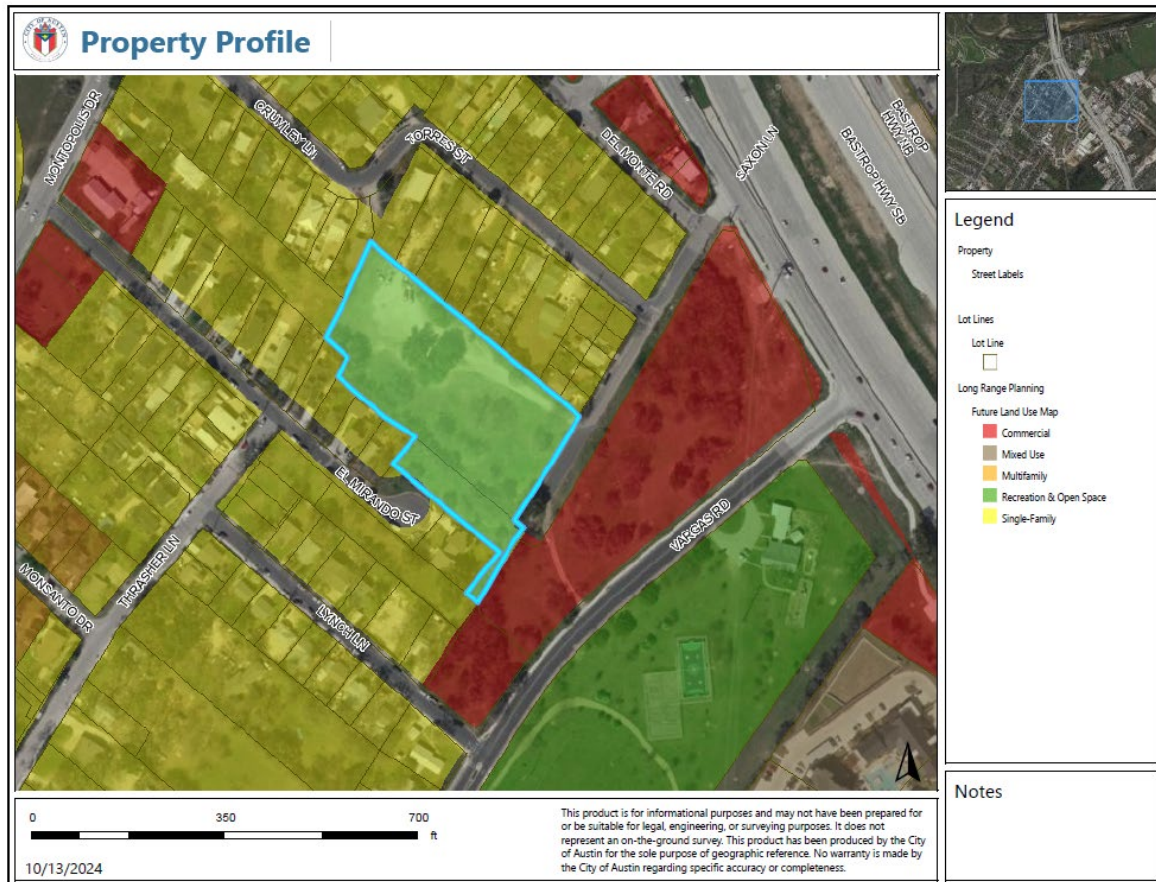 Property Profile
MONTOPOLIS DR
CRUMLEY LN
TORRES ST
DEL MONTE RD
SAXON LN
BASTROP HWY SB
BASTROP
HWY NB
EL MIRANDO ST
THRASHER LN
MONSANTO DR
LYNCH LN
VARGAS RD
Legend
Property
Street Labels
Lot Lines
Lot Line
Long Range Planning
Future Land Use Map
Commercial
Mixed Use
Multifamily
Recreation & Open Space
Single-Family
Notes
0 350 700
ft
10/13/2024
This product is for informational purposes and may not have been prepared for
or be suitable for legal, engineering, or surveying purposes. It does not
represent an on-the-ground survey. This product has been produced by the City
of Austin for the sole purpose of geographic reference. No warranty is made by
the City of Austin regarding specific accuracy or completeness.